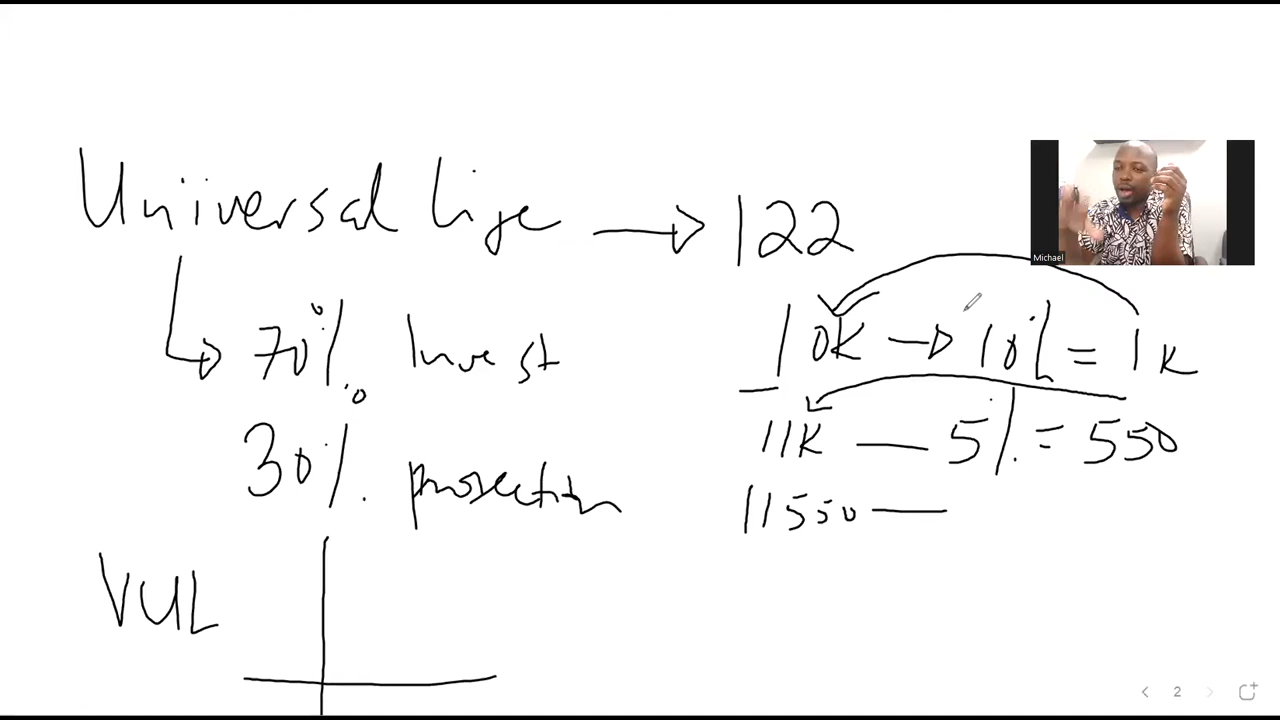 Universal Life → 122
Michael
70% Invest
10K → 10% = 1K
30% protection
11K — 5% = 550
11550 —
VUL
2